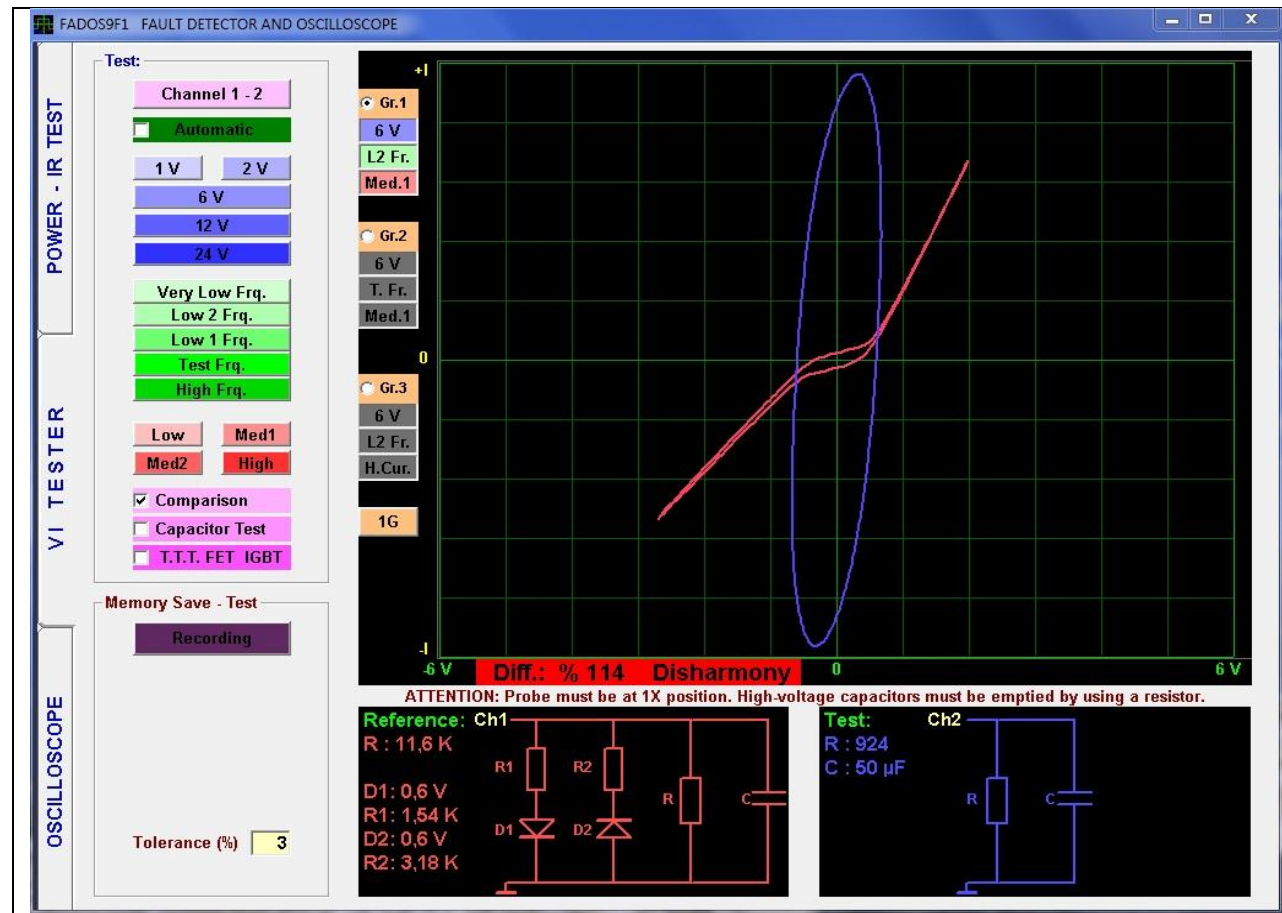 FADOS9F1 FAULT DETECTOR AND OSCILLOSCOPE
POWER - IR TEST
VI TESTER
OSCILLOSCOPE
Test:
Channel 1 - 2
Automatic
1 V 2 V
6 V
12 V
24 V
Very Low Frq.
Low 2 Frq.
Low 1 Frq.
Test Frq.
High Frq.
Low Med1
Med2 High
Comparison
Capacitor Test
T.T.T. FET IGBT
Memory Save - Test
Recording
Tolerance (%) 3
Gr.1
6 V
L2 Fr.
Med.1
Gr.2
6 V
T. Fr.
Med.1
Gr.3
6 V
L2 Fr.
H.Cur.
1G
+I
0
-I
-6 V Diff.: % 114 Disharmony 0 6 V
ATTENTION: Probe must be at 1X position. High-voltage capacitors must be emptied by using a resistor.
Reference: Ch1
R : 11,6 K
D1: 0,6 V
R1: 1,54 K
D2: 0,6 V
R2: 3,18 K
R1 R2 R C
D1 D2
Test: Ch2
R : 924
C : 50 µF
R C